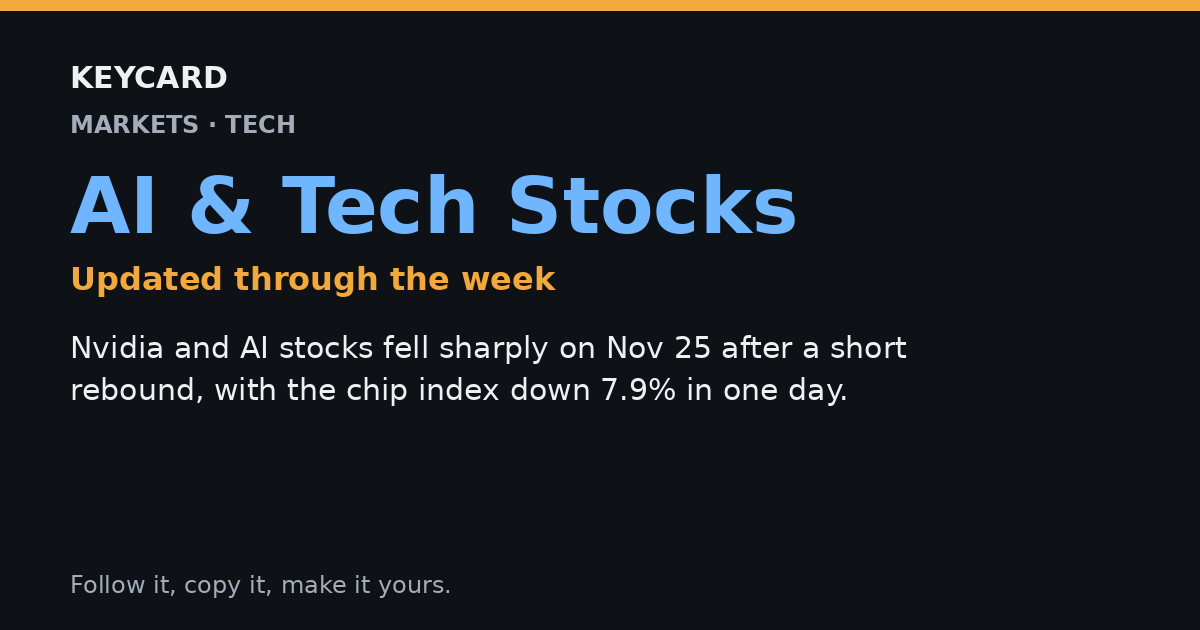 KEYCARD
MARKETS · TECH
AI & Tech Stocks
Updated through the week
Nvidia and AI stocks fell sharply on Nov 25 after a short
rebound, with the chip index down 7.9% in one day.
Follow it, copy it, make it yours.